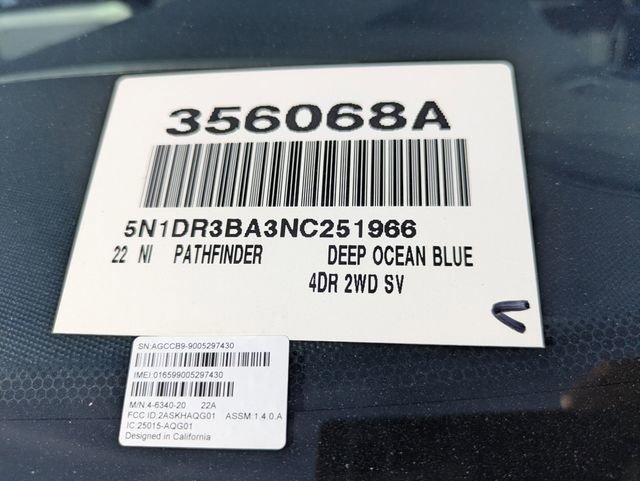 356068A
5N1DR3BA3NC251966
22 NI PATHFINDER DEEP OCEAN BLUE
4DR 2WD SV
SN:AGCCB9-9005297430
IMEI:016599005297430
M/N:4-6340-20 22A
FCC ID:2ASKHAQG01 ASSM:1.4.0.A
IC:25015-AQG01
Designed in California